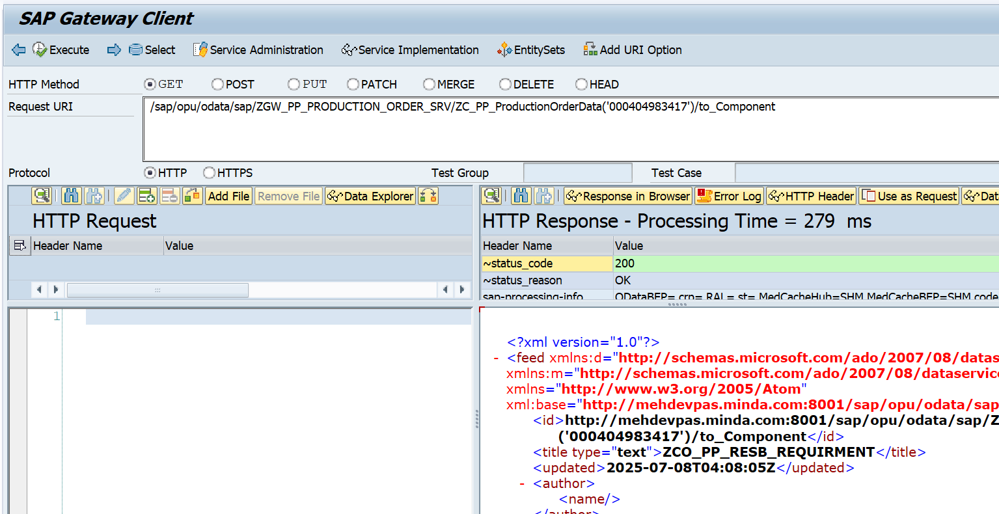 SAP Gateway Client
Execute Select Service Administration Service Implementation EntitySets Add URI Option
HTTP Method GET POST PUT PATCH MERGE DELETE HEAD
Request URI /sap/opu/odata/sap/ZGW_PP_PRODUCTION_ORDER_SRV/ZC_PP_ProductionOrderData('000404983417')/to_Component
Protocol HTTP HTTPS Test Group Test Case
Add File Remove File Data Explorer
HTTP Request
Header Name Value
1
Response in Browser Error Log HTTP Header Use as Request Dat
HTTP Response - Processing Time = 279 ms
Header Name Value
~status_code 200
~status_reason OK
sap-processing-info ODataBEP= crp= RAL= st= MedCacheHub=SHM MedCacheBEP=SHM code
<?xml version="1.0"?>
- <feed xmlns:d="http://schemas.microsoft.com/ado/2007/08/datas
xmlns:m="http://schemas.microsoft.com/ado/2007/08/dataservic
xmlns="http://www.w3.org/2005/Atom"
xml:base="http://mehdevpas.minda.com:8001/sap/opu/odata/sap
<id>http://mehdevpas.minda.com:8001/sap/opu/odata/sap/Z
('000404983417')/to_Component</id>
<title type="text">ZCO_PP_RESB_REQUIRMENT</title>
<updated>2025-07-08T04:08:05Z</updated>
- <author>
<name/>
</author>